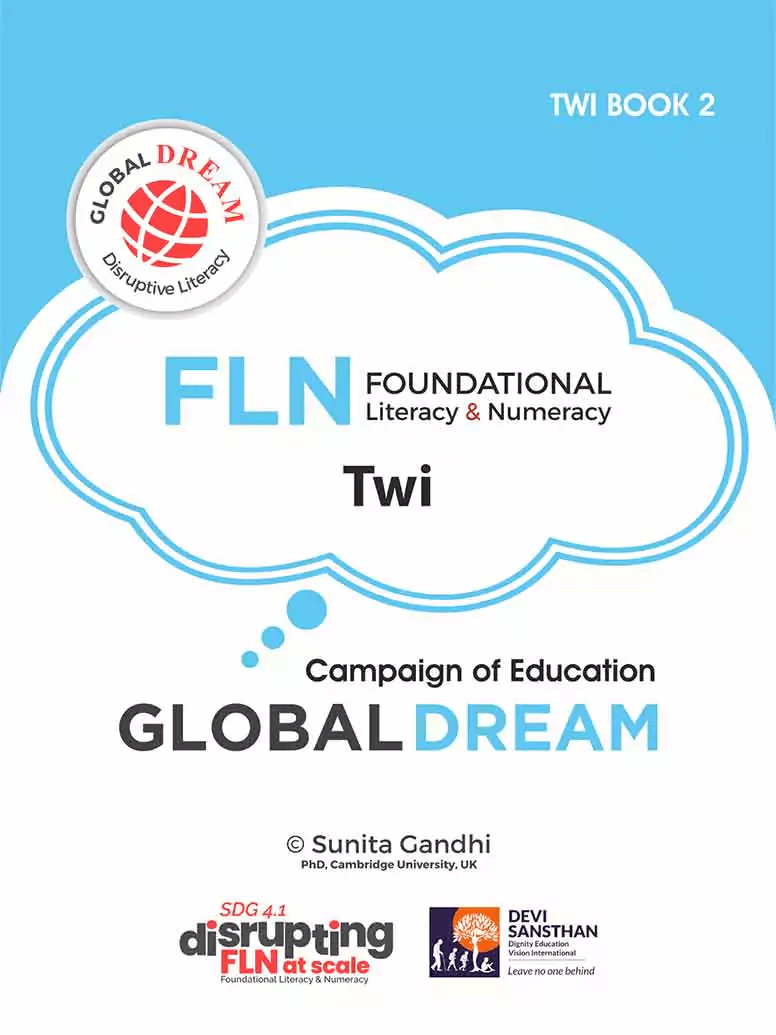 TWI BOOK 2
GLOBAL DREAM
Disruptive Literacy
FLN FOUNDATIONAL
Literacy & Numeracy
Twi
Campaign of Education
GLOBAL DREAM
© Sunita Gandhi
PhD, Cambridge University, UK
SDG 4.1
disrupting
FLN at scale
Foundational Literacy & Numeracy
DEVI
SANSTHAN
Dignity Education
Vision International
Leave no one behind